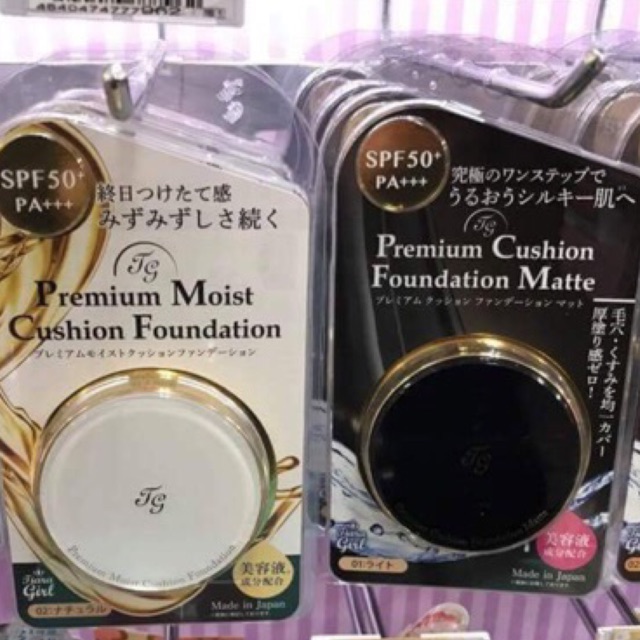 SPF50+
PA+++
終日つけたて感
みずみずしさ続く
TG
Premium Moist
Cushion Foundation
プレミアムモイストクッションファンデーション
TG
Premium Moist Cushion Foundation
Tiara
Girl
美容液
成分配合
02:ナチュラル
Made in Japan
SPF50+
PA+++
究極のワンステップで
うるおうシルキー肌へ
TG
Premium Cushion
Foundation Matte
プレミアム クッション ファンデーション マット
毛穴・くすみを均一カバー
厚塗り感ゼロ!
TG
Premium Cushion Foundation Matte
Girl
美容液
成分配合
01:ライト
Made in Japan